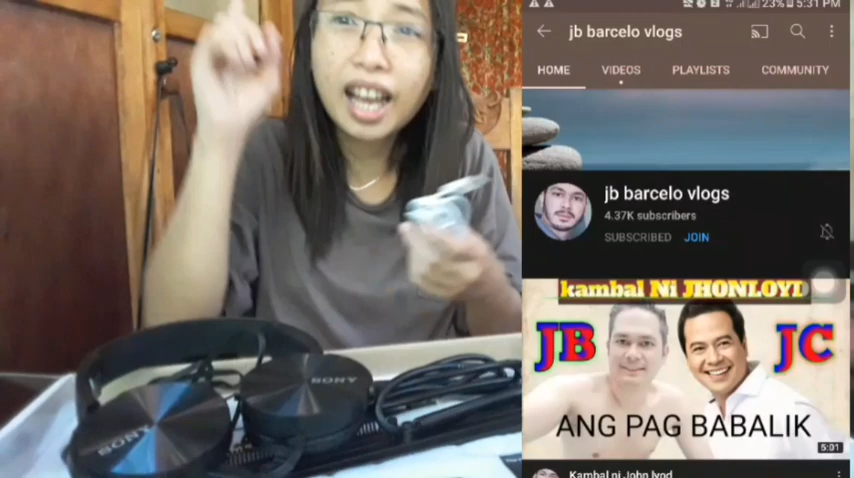 23% 5:31 PM
jb barcelo vlogs
HOME VIDEOS PLAYLISTS COMMUNITY
jb barcelo vlogs
4.37K subscribers
SUBSCRIBED JOIN
kambal Ni JHONLOYD
JB JC
ANG PAG BABALIK
5:01
Kambal ni John lyod
SONY
SONY